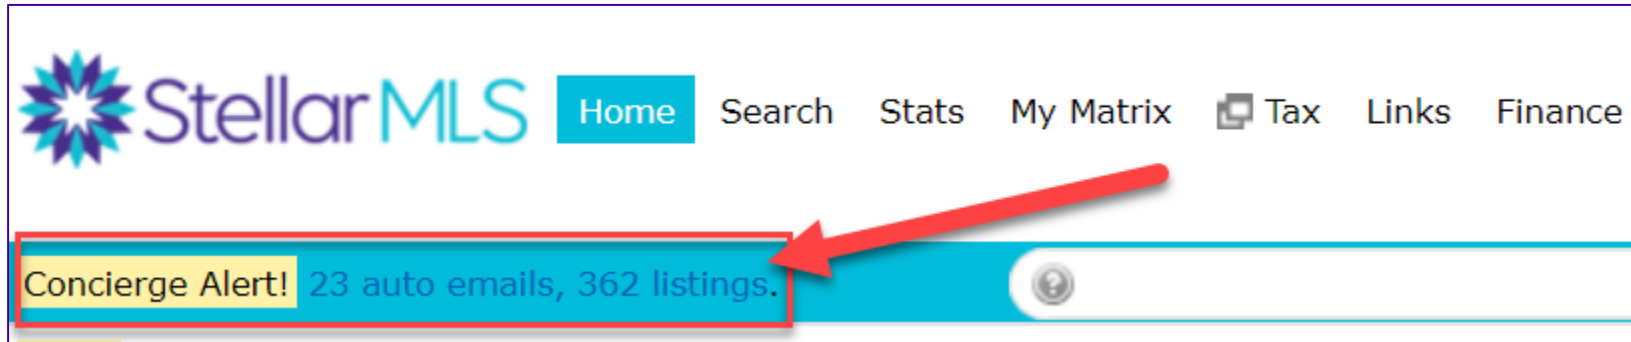 StellarMLS Home Search Stats My Matrix Tax Links Finance
Concierge Alert! 23 auto emails, 362 listings.